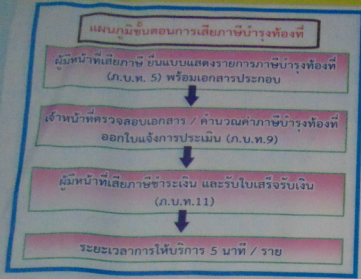 แผนภูมิขั้นตอนการเสียภาษีบำรุงท้องที่
ผู้มีหน้าที่เสียภาษี ยื่นแบบแสดงรายการภาษีบำรุงท้องที่
(ภ.บ.ท. 5) พร้อมเอกสารประกอบ
เจ้าหน้าที่ตรวจสอบเอกสาร / คำนวณค่าภาษีบำรุงท้องที่
ออกใบแจ้งการประเมิน (ภ.บ.ท.9)
ผู้มีหน้าที่เสียภาษีชำระเงิน และรับใบเสร็จรับเงิน
(ภ.บ.ท.11)
ระยะเวลาการให้บริการ 5 นาที / ราย